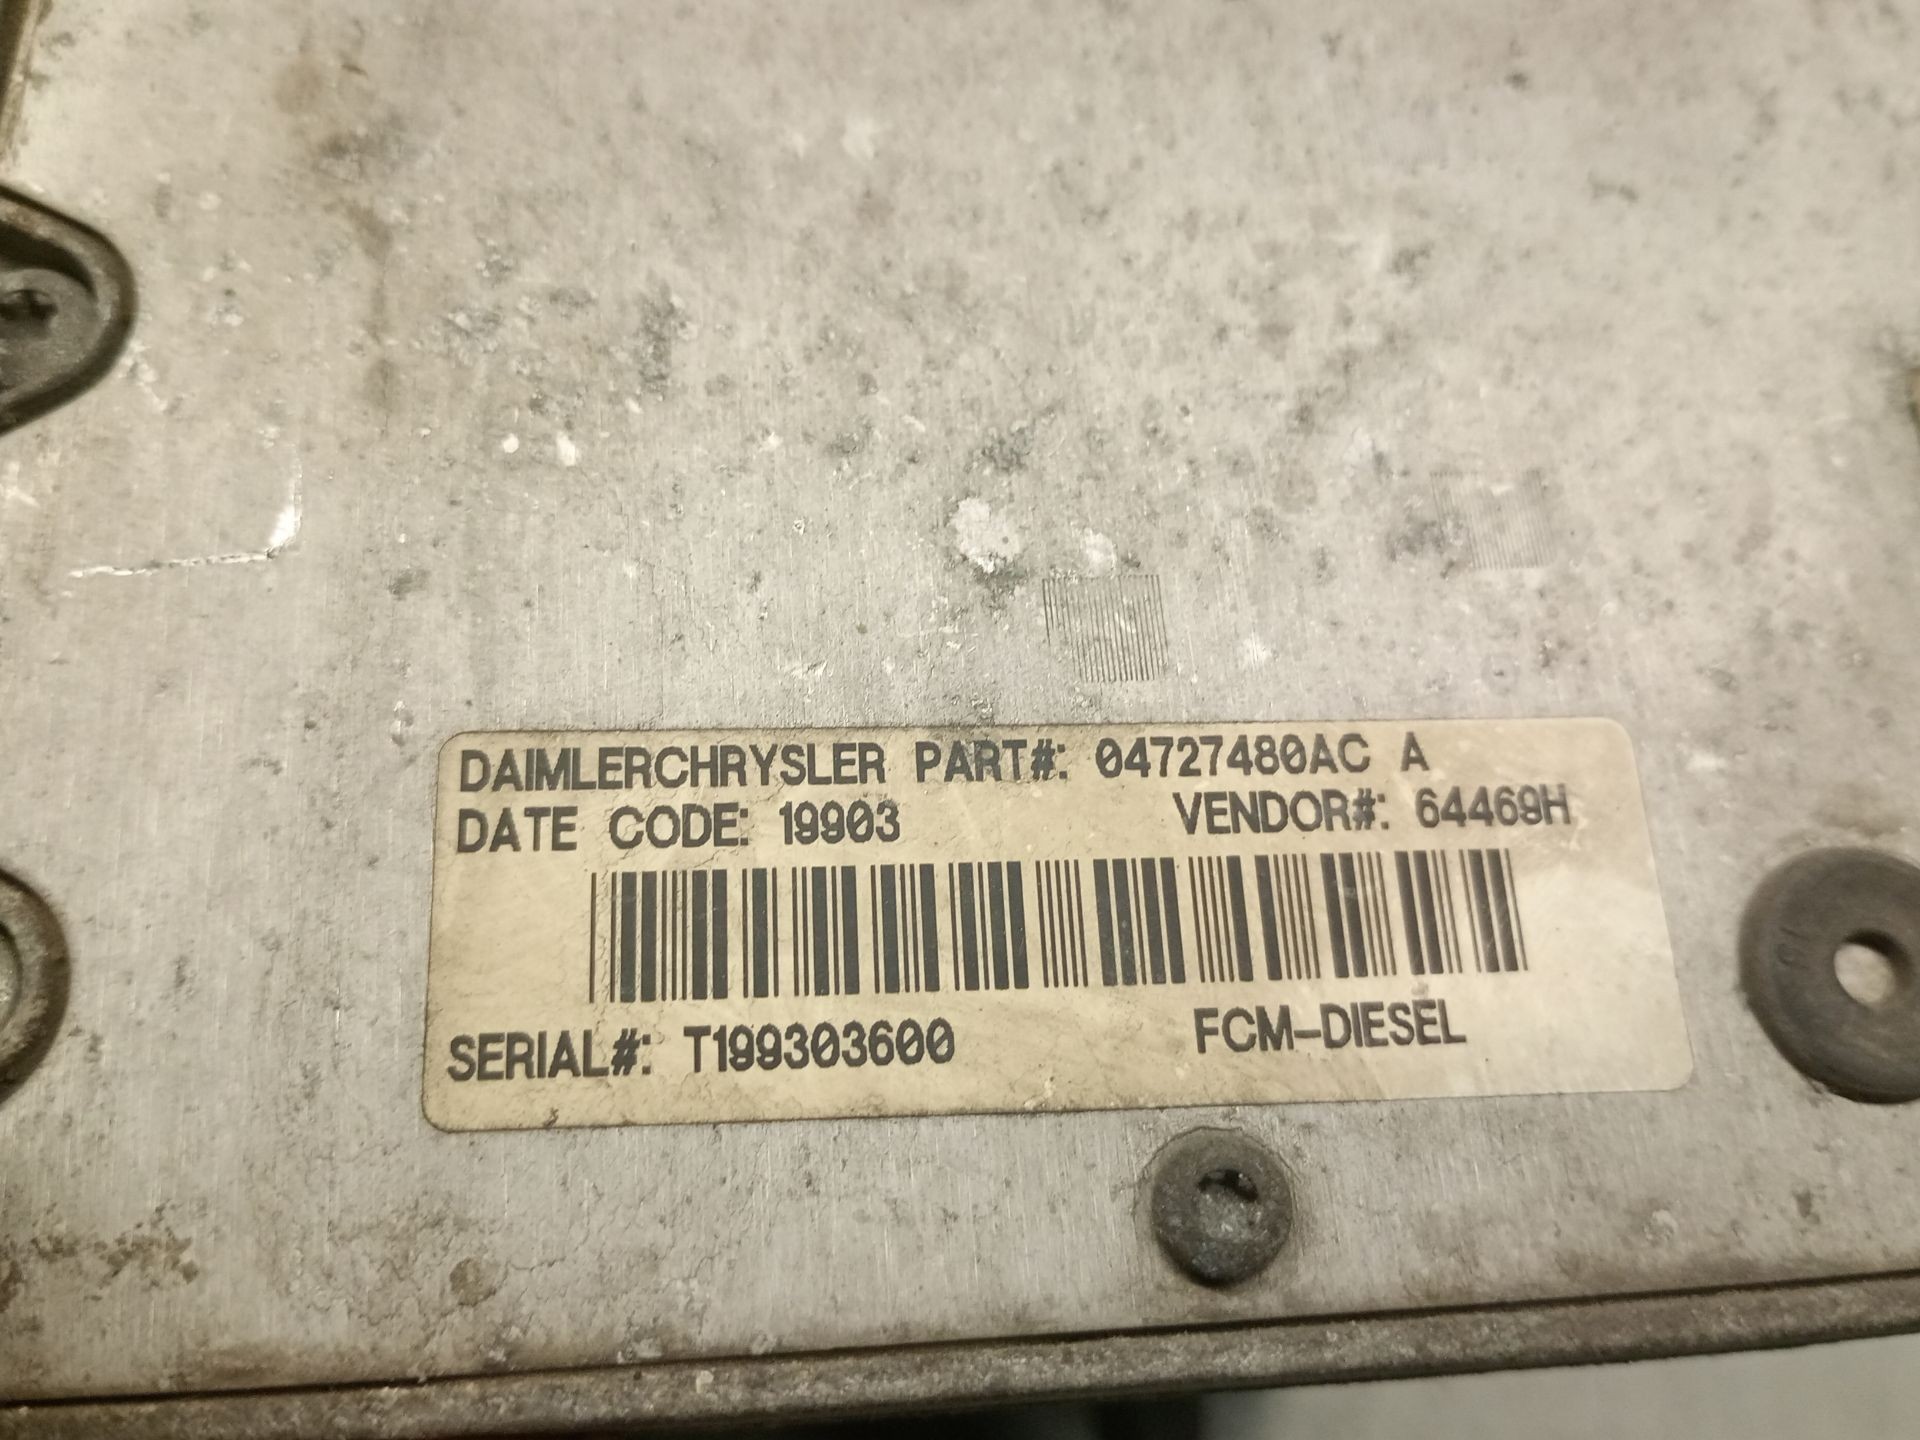 DAIMLERCHRYSLER PART#: 04727480AC A
DATE CODE: 19903 VENDOR#: 64469H
SERIAL#: T199303600 FCM-DIESEL